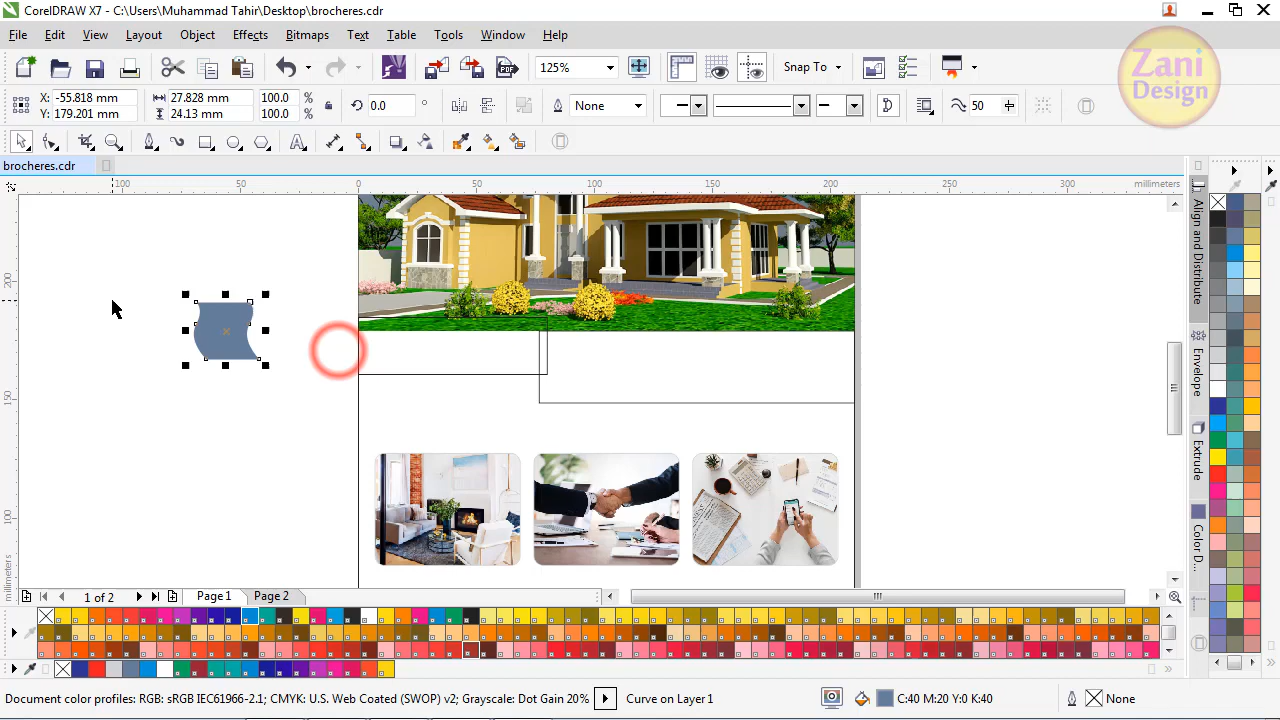 CorelDRAW X7 - C:\Users\Muhammad Tahir\Desktop\brocheres.cdr
File Edit View Layout Object Effects Bitmaps Text Table Tools Window Help
125% Snap To
X: -55.818 mm 27.828 mm 100.0 % 0.0 ° None 50
Y: 179.201 mm 24.13 mm 100.0 %
Zani
Design
brocheres.cdr
100 50 0 50 100 150 200 250 300 millimeters
200
150
100
millimeters
Align and Distribute
Envelope
Extrude
Color D...
1 of 2 Page 1 Page 2
Document color profiles: RGB: sRGB IEC61966-2.1; CMYK: U.S. Web Coated (SWOP) v2; Grayscale: Dot Gain 20% Curve on Layer 1 C:40 M:20 Y:0 K:40 None